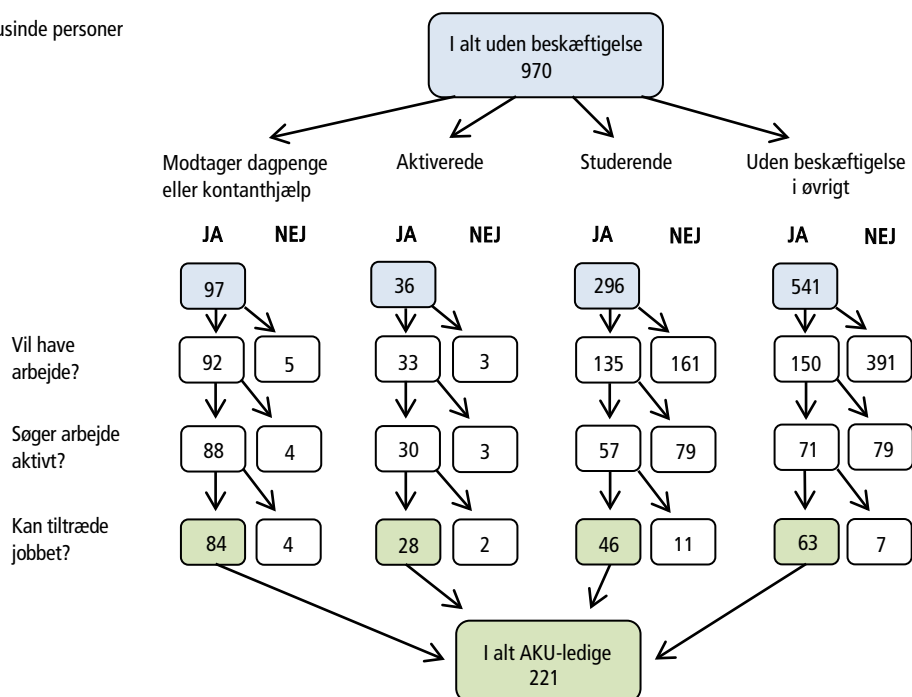 personer
I alt uden beskæftigelse
970
Modtager dagpenge
eller kontanthjælp
Aktiverede
Studerende
Uden beskæftigelse
i øvrigt
JA NEJ JA NEJ JA NEJ JA NEJ
97 36 296 541
Vil have
arbejde?
92 5 33 3 135 161 150 391
Søger arbejde
aktivt?
88 4 30 3 57 79 71 79
Kan tiltræde
jobbet?
84 4 28 2 46 11 63 7
I alt AKU-ledige
221